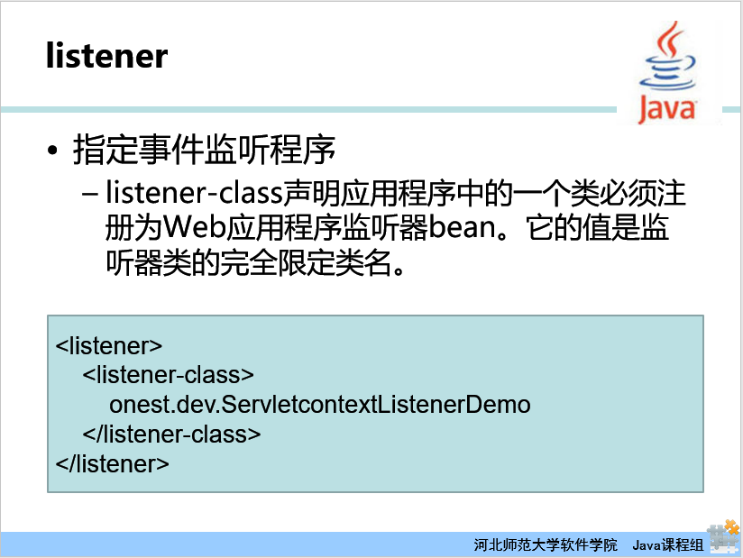 listener
Java
• 指定事件监听程序
– listener-class声明应用程序中的一个类必须注
册为Web应用程序监听器bean。它的值是监
听器类的完全限定类名。
<listener>
<listener-class>
onest.dev.ServletcontextListenerDemo
</listener-class>
</listener>
河北师范大学软件学院 Java课程组